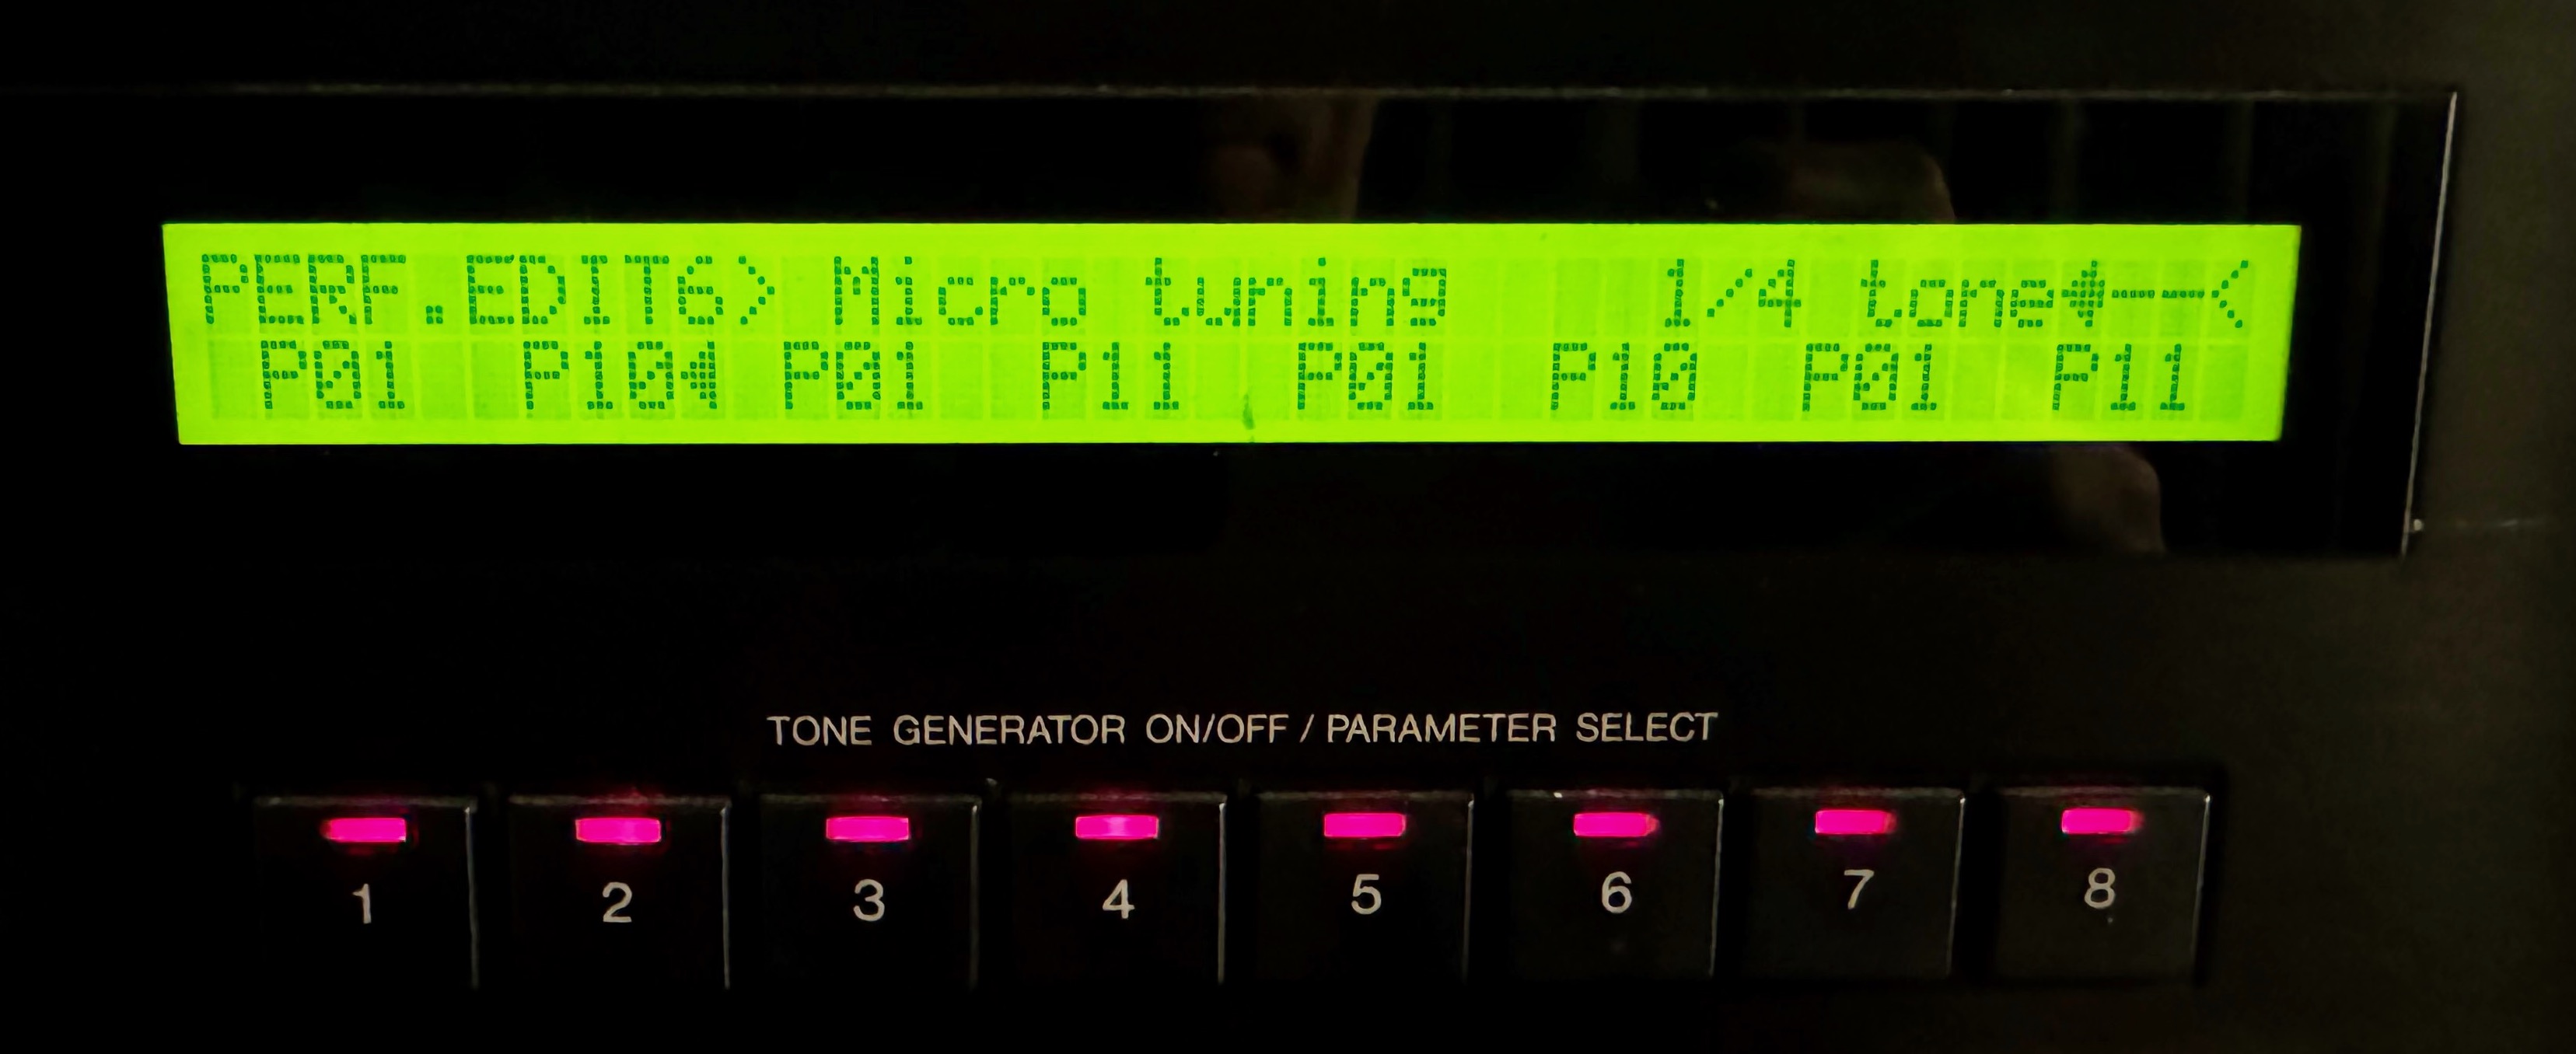 PERF.EDIT6> Micro tuning 1/4 tone◀--<
P01 P10◀ P01 P11 P01 P10 P01 P11
TONE GENERATOR ON/OFF / PARAMETER SELECT
1 2 3 4 5 6 7 8